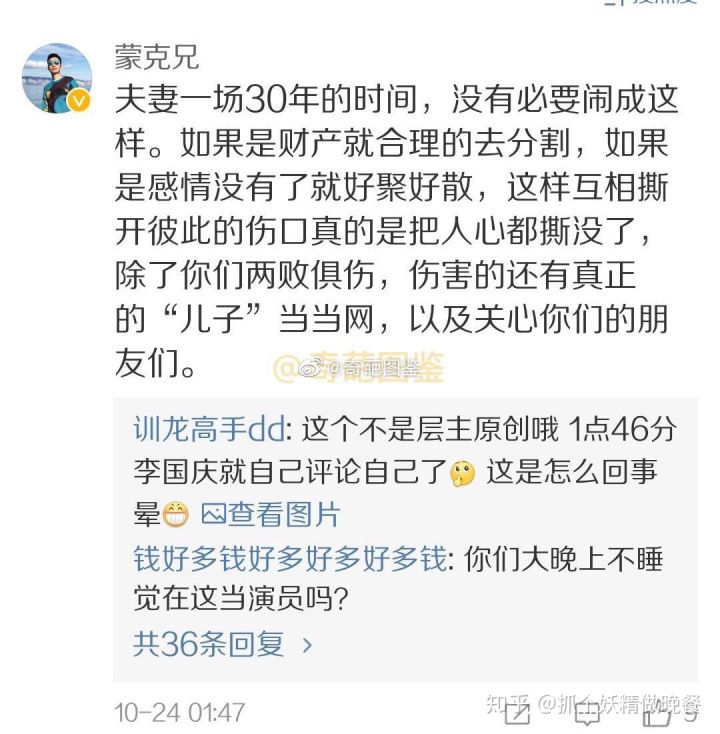 蒙克兄
夫妻一场30年的时间，没有必要闹成这
样。如果是财产就合理的去分割，如果
是感情没有了就好聚好散，这样互相撕
开彼此的伤口真的是把人心都撕没了，
除了你们两败俱伤，伤害的还有真正
的“儿子”当当网，以及关心你们的朋
友们。
@奇葩图鉴
@奇葩图鉴
训龙高手dd: 这个不是层主原创哦 1点46分
李国庆就自己评论自己了 这是怎么回事
晕 查看图片
钱好多钱好多好多好多钱: 你们大晚上不睡
觉在这当演员吗?
共36条回复 >
10-24 01:47
知乎 @抓个妖精做晚餐
9